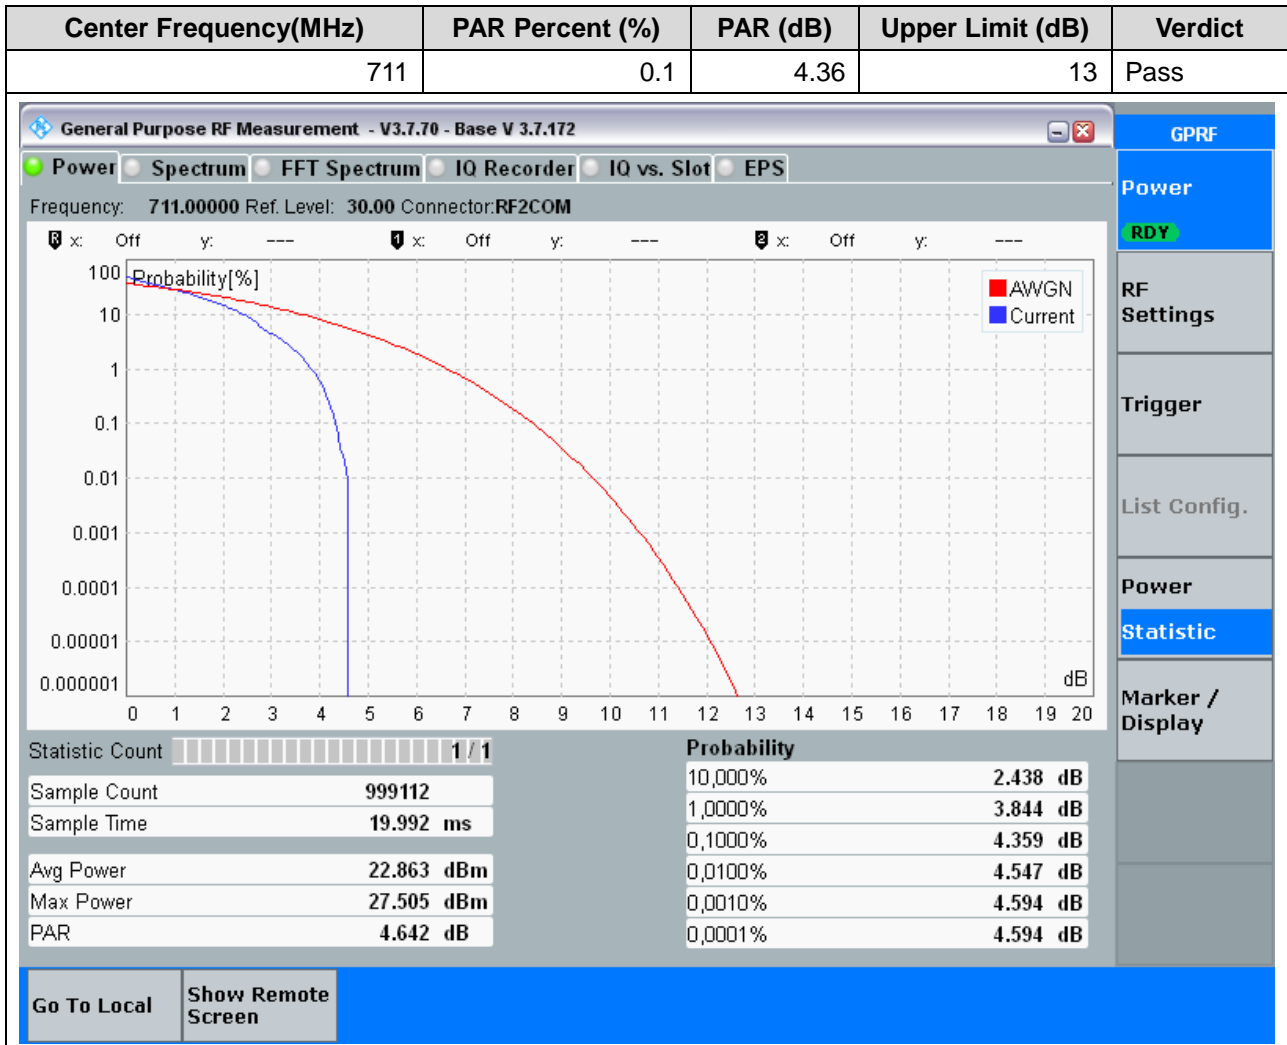 Center Frequency(MHz) PAR Percent (%) PAR (dB) Upper Limit (dB) Verdict
711 0.1 4.36 13 Pass
General Purpose RF Measurement - V3.7.70 - Base V 3.7.172
GPRF
Power Spectrum FFT Spectrum IQ Recorder IQ vs. Slot EPS
Frequency: 711.00000 Ref. Level: 30.00 Connector:RF2COM
R x: Off y: --- 1 x: Off y: --- 2 x: Off y: ---
Probability[%]
AWGN
Current
100
10
1
0.1
0.01
0.001
0.0001
0.00001
0.000001
dB
0 1 2 3 4 5 6 7 8 9 10 11 12 13 14 15 16 17 18 19 20
Statistic Count 1 / 1
Sample Count 999112
Sample Time 19.992 ms
Avg Power 22.863 dBm
Max Power 27.505 dBm
PAR 4.642 dB
Probability
10,000% 2.438 dB
1,0000% 3.844 dB
0,1000% 4.359 dB
0,0100% 4.547 dB
0,0010% 4.594 dB
0,0001% 4.594 dB
Power
RDY
RF
Settings
Trigger
List Config.
Power
Statistic
Marker /
Display
Go To Local
Show Remote
Screen